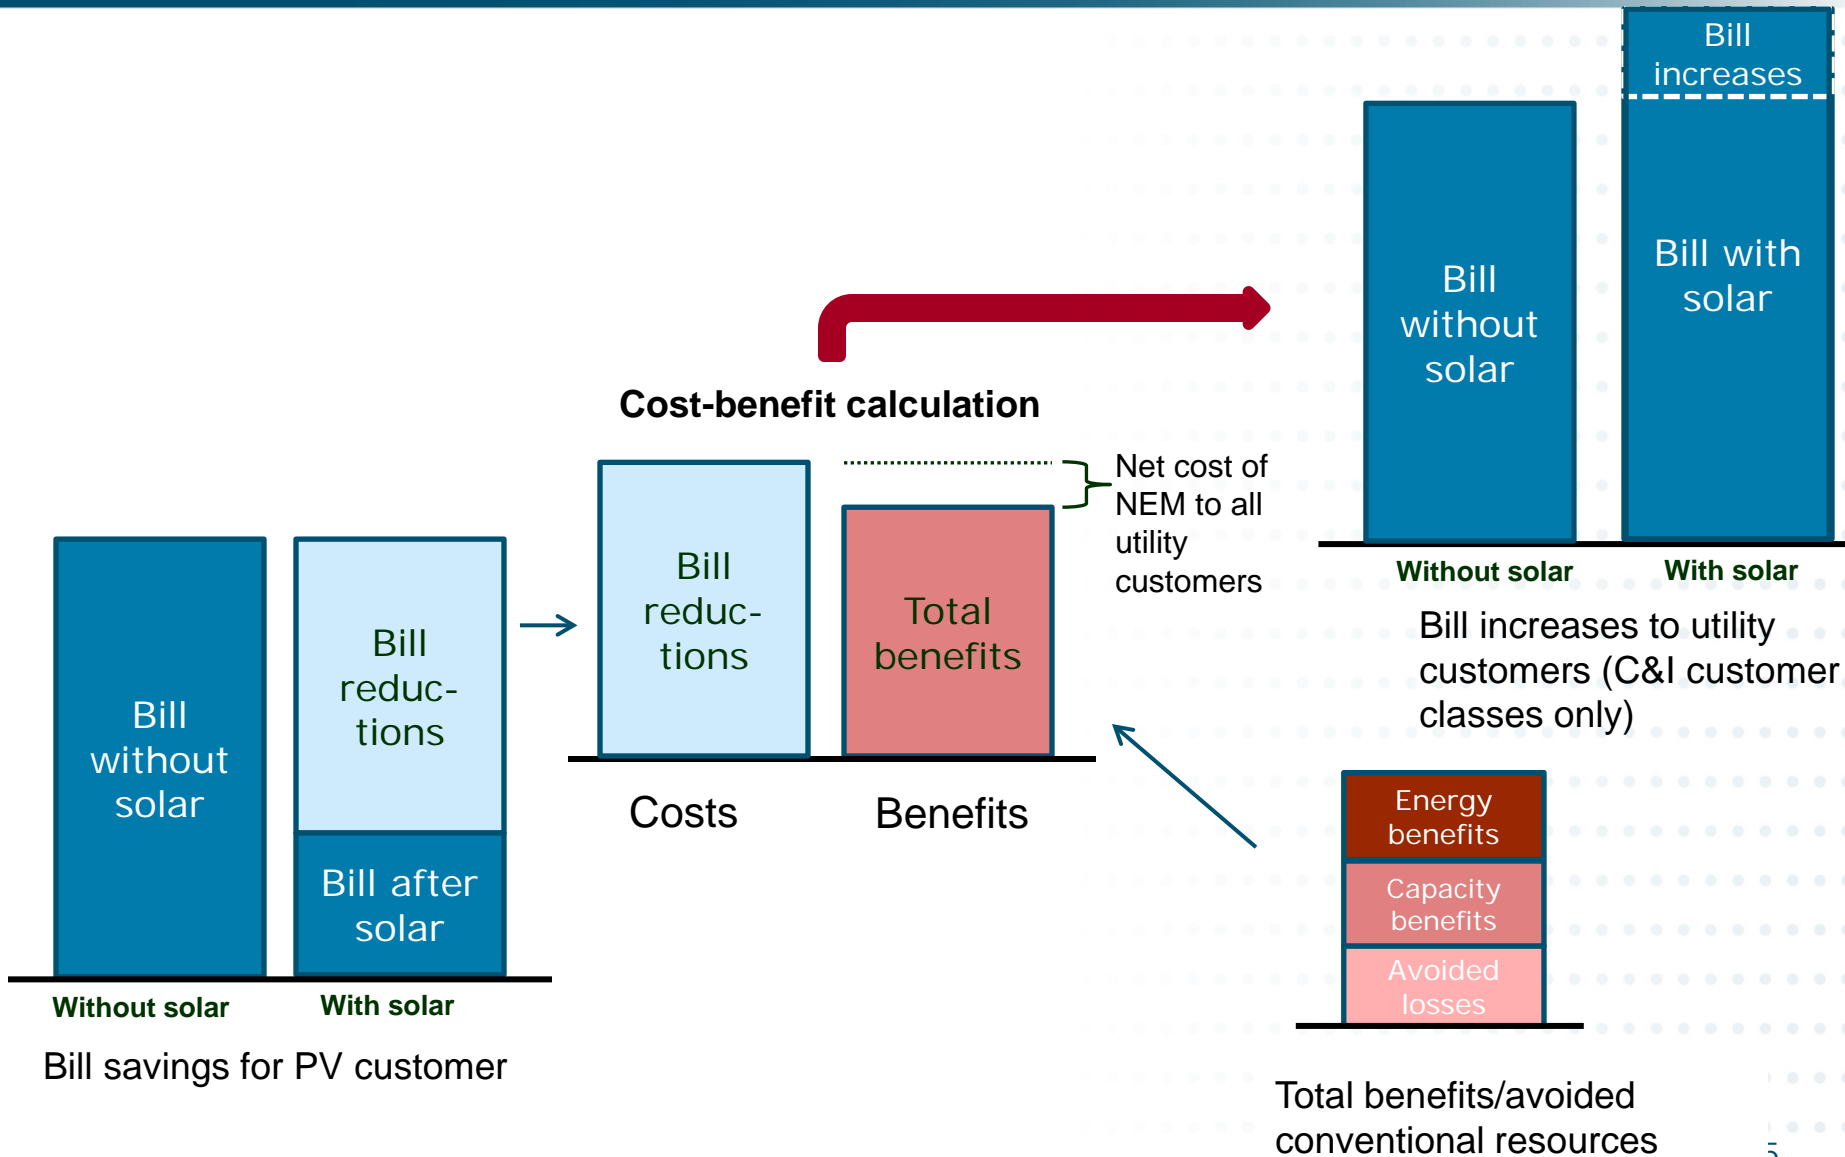 Bill
increases
Bill
without
solar
Bill with
solar
Without solar
With solar
Bill increases to utility
customers (C&I customer
classes only)
Cost-benefit calculation
Bill
reduc-
tions
Total
benefits
Net cost of
NEM to all
utility
customers
Costs
Benefits
Bill
without
solar
Bill
reduc-
tions
Bill after
solar
Without solar
With solar
Bill savings for PV customer
Energy
benefits
Capacity
benefits
Avoided
losses
Total benefits/avoided
conventional resources